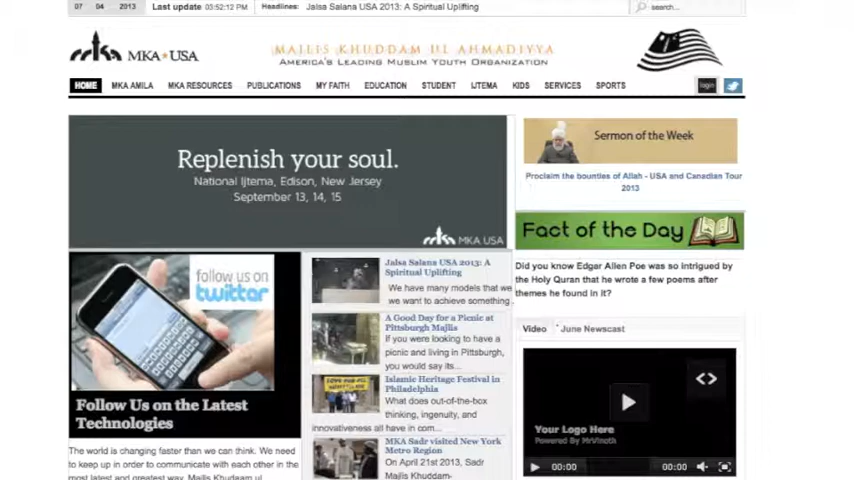 07 04 2013 Last update 03:52:12 PM Headlines: Jalsa Salana USA 2013: A Spiritual Uplifting search...
MKA USA
MAJLIS KHUDDAM UL AHMADIYYA
AMERICA'S LEADING MUSLIM YOUTH ORGANIZATION
HOME MKA AMILA MKA RESOURCES PUBLICATIONS MY FAITH EDUCATION STUDENT IJTEMA KIDS SERVICES SPORTS login
Replenish your soul.
National Ijtema, Edison, New Jersey
September 13, 14, 15
MKA USA
Sermon of the Week
Proclaim the bounties of Allah - USA and Canadian Tour
2013
Fact of the Day
Did you know Edgar Allen Poe was so intrigued by
the Holy Quran that he wrote a few poems after
themes he found in it?
follow us on
twitter
Follow Us on the Latest
Technologies
The world is changing faster than we can think. We need
to keep up in order to communicate with each other in the
most latest and greatest way. Majlis Khudaam ul
Jalsa Salana USA 2013: A
Spiritual Uplifting
We have many models that we
we want to achieve something.
A Good Day for a Picnic at
Pittsburgh Majlis
If you were looking to have a
picnic and living in Pittsburgh,
you would say its...
Islamic Heritage Festival in
Philadelphia
What does out-of-the-box
thinking, ingenuity, and
innovativeness all have in com...
MKA Sadr visited New York
Metro Region
On April 21st 2013, Sadr
Majlis Khuddam-
Video June Newscast
Your Logo Here
Powered By MrVinoth
00:00 00:00